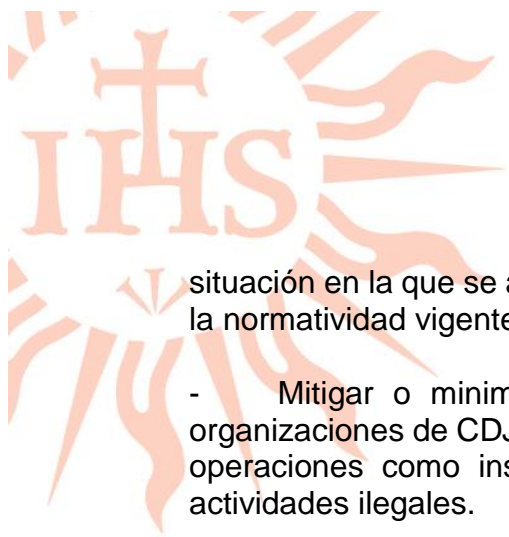 IHS
situación en la que se a
la normatividad vigente
- Mitigar o minim
organizaciones de CDJ
operaciones como ins
actividades ilegales.